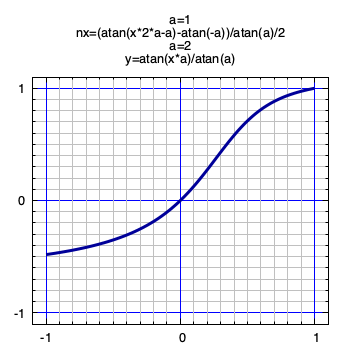 a=1
nx=(atan(x*2*a-a)-atan(-a))/atan(a)/2
a=2
y=atan(x*a)/atan(a)
1
0
-1
-1 0 1